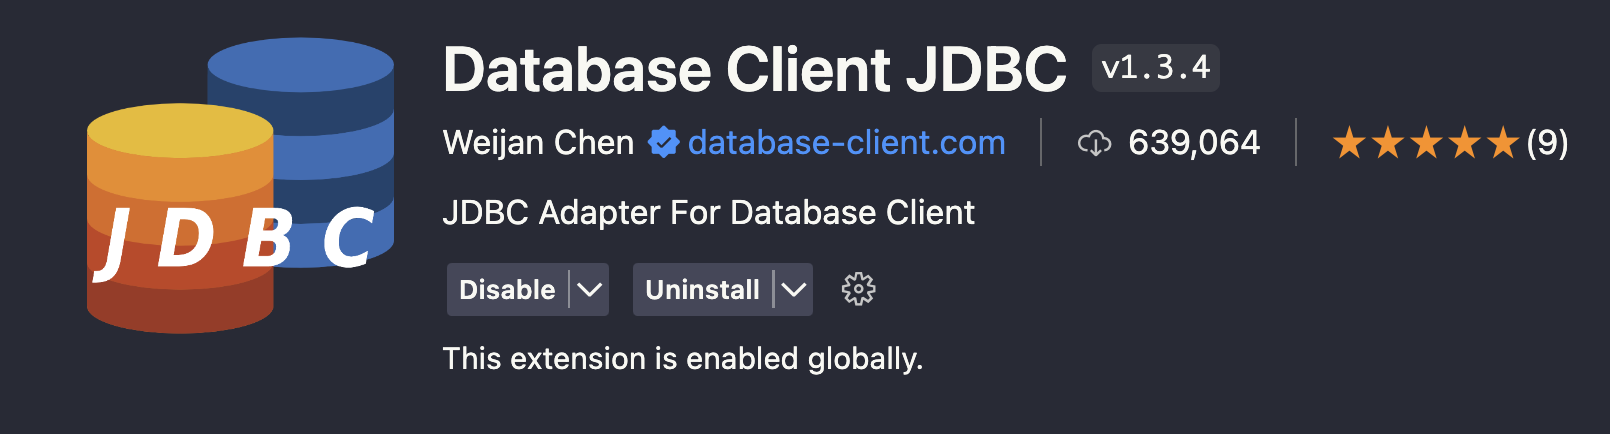 JDBC
Database Client JDBC v1.3.4
Weijan Chen database-client.com 639,064 ★★★★★(9)
JDBC Adapter For Database Client
Disable Uninstall
This extension is enabled globally.